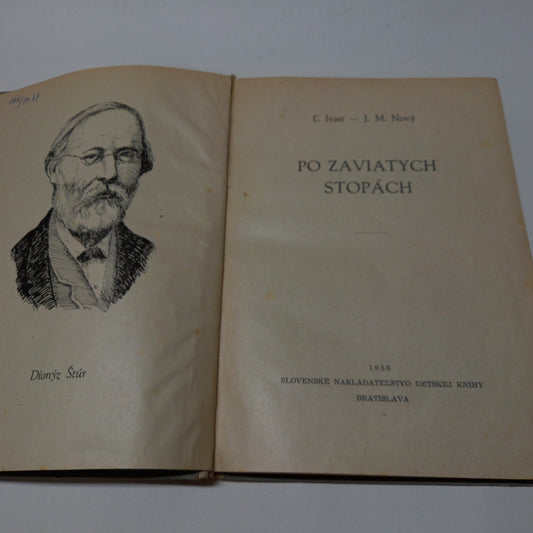 Dionýz Štúr
Ľ. Ivan — J. M. Nový
PO ZAVIATYCH
STOPÁCH
1955
SLOVENSKÉ NAKLADATEĽSTVO DETSKEJ KNIHY
BRATISLAVA